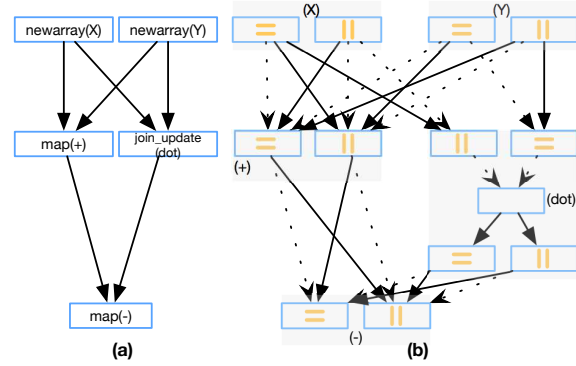 newarray(X)
newarray(Y)
map(+)
join_update
(dot)
map(-)
(a)
(X)
(Y)
(+)
(dot)
(-)
(b)